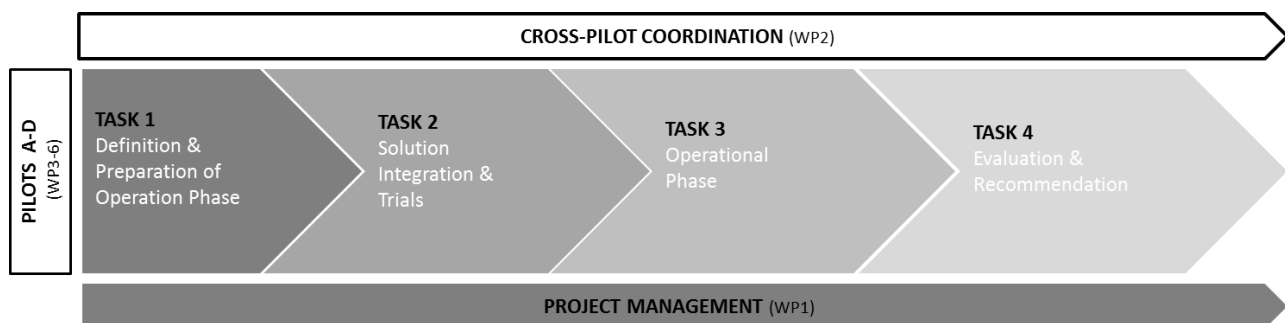 CROSS-PILOT COORDINATION (WP2)
PILOTS A-D
(WP3-6)
TASK 1
Definition &
Preparation of
Operation Phase
TASK 2
Solution
Integration &
Trials
TASK 3
Operational
Phase
TASK 4
Evaluation &
Recommendation
PROJECT MANAGEMENT (WP1)